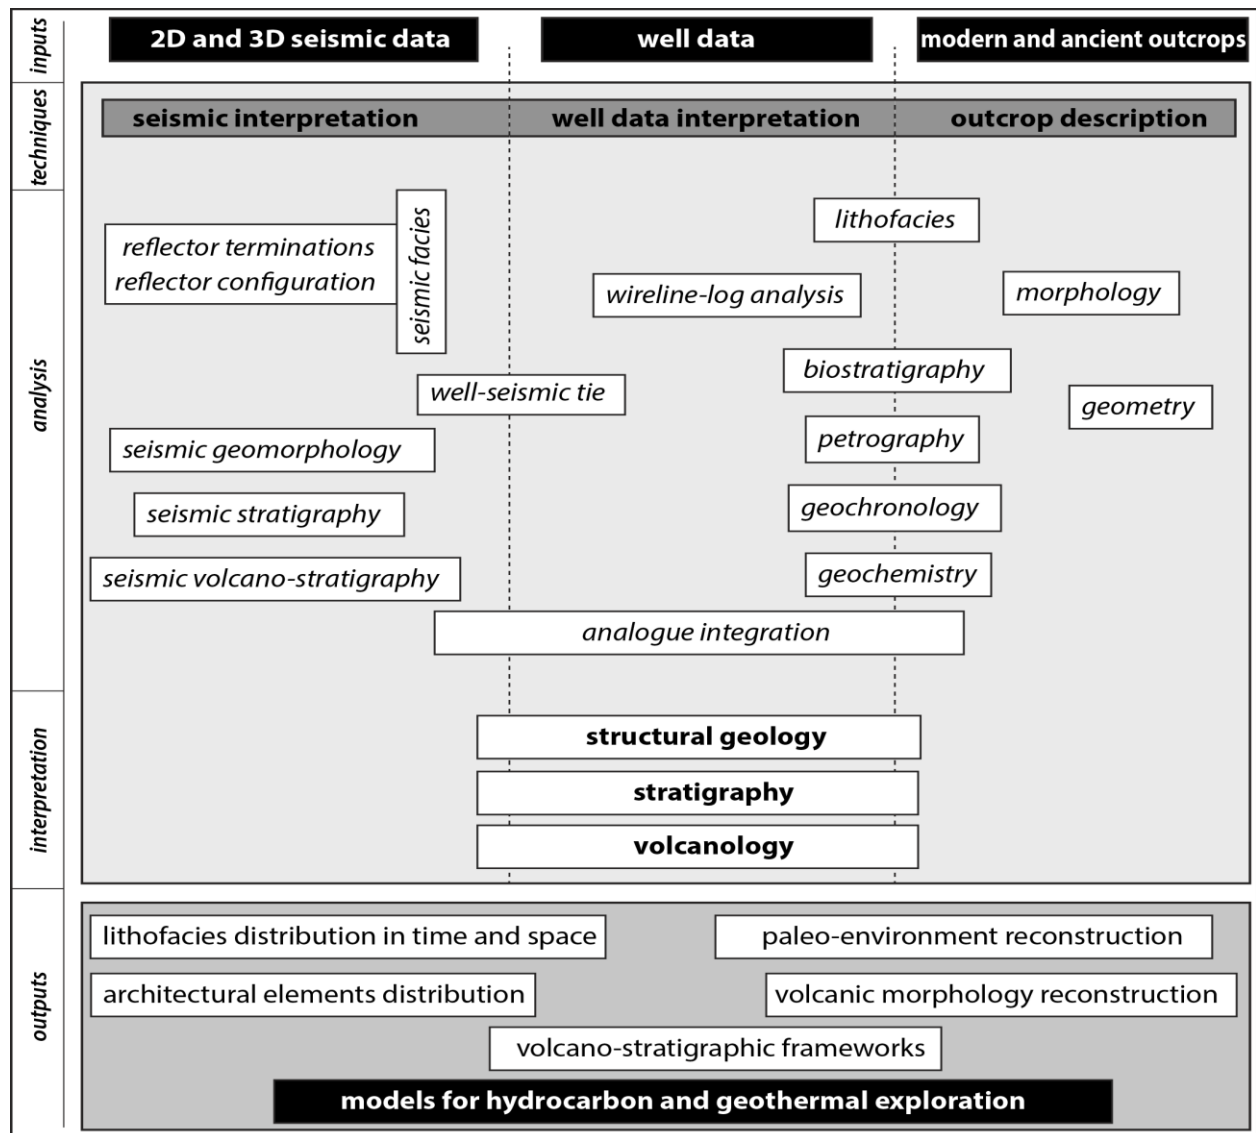 inputs
2D and 3D seismic data
well data
modern and ancient outcrops
techniques
seismic interpretation
well data interpretation
outcrop description
analysis
reflector terminations
reflector configuration
seismic facies
lithofacies
wireline-log analysis
morphology
biostratigraphy
well-seismic tie
geometry
seismic geomorphology
petrography
seismic stratigraphy
geochronology
seismic volcano-stratigraphy
geochemistry
analogue integration
interpretation
structural geology
stratigraphy
volcanology
outputs
lithofacies distribution in time and space
paleo-environment reconstruction
architectural elements distribution
volcanic morphology reconstruction
volcano-stratigraphic frameworks
models for hydrocarbon and geothermal exploration